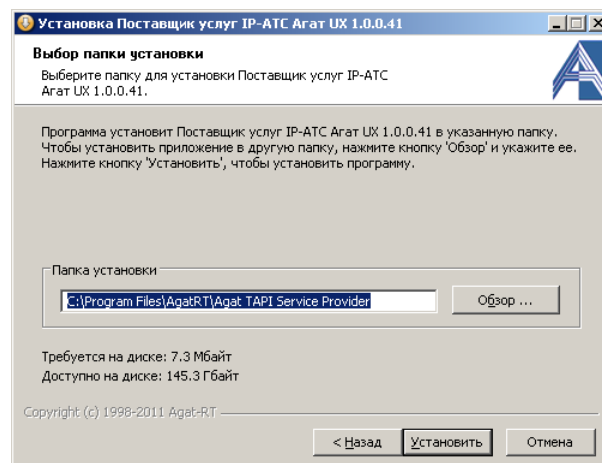 Установка Поставщик услуг IP-АТС Агат UX 1.0.0.41
Выбор папки установки
Выберите папку для установки Поставщик услуг IP-АТС
Агат UX 1.0.0.41.
Программа установит Поставщик услуг IP-АТС Агат UX 1.0.0.41 в указанную папку.
Чтобы установить приложение в другую папку, нажмите кнопку 'Обзор' и укажите ее.
Нажмите кнопку 'Установить', чтобы установить программу.
Папка установки
C:\Program Files\AgatRT\Agat TAPI Service Provider
Обзор ...
Требуется на диске: 7.3 Мбайт
Доступно на диске: 145.3 Гбайт
Copyright (c) 1998-2011 Agat-RT
< Назад
Установить
Отмена